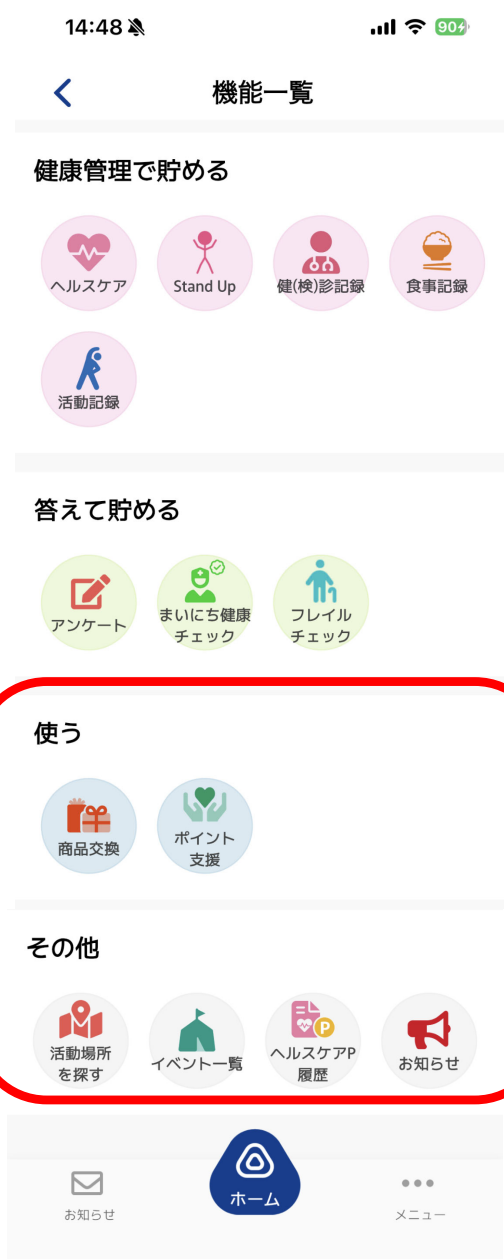 14:48
90
機能一覧
健康管理で貯める
ヘルスケア
Stand Up
健(検)診記録
食事記録
活動記録
答えて貯める
アンケート
まいにち健康
チェック
フレイル
チェック
使う
商品交換
ポイント
支援
その他
活動場所
を探す
イベント一覧
ヘルスケアP
履歴
お知らせ
お知らせ
ホーム
メニュー